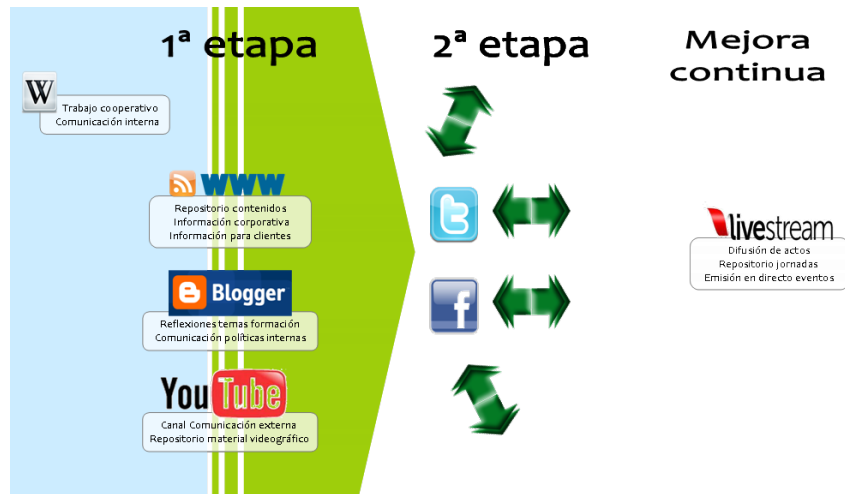 1ª etapa
2ª etapa
Mejora
continua
W
Trabajo cooperativo
Comunicación interna
www
Repositorio contenidos
Información corporativa
Información para clientes
Blogger
Reflexiones temas formación
Comunicación políticas internas
YouTube
Canal Comunicación externa
Repositorio material videográfico
t
f
livestream
Difusión de actos
Repositorio jornadas
Emisión en directo eventos